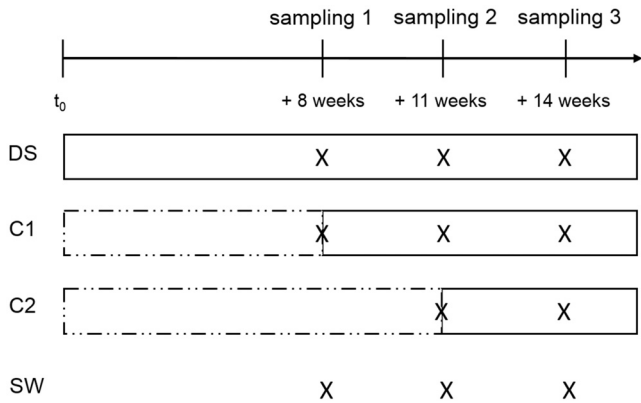 sampling 1 sampling 2 sampling 3
t0 + 8 weeks + 11 weeks + 14 weeks
DS X X X
C1 X X X
C2 X X
SW X X X